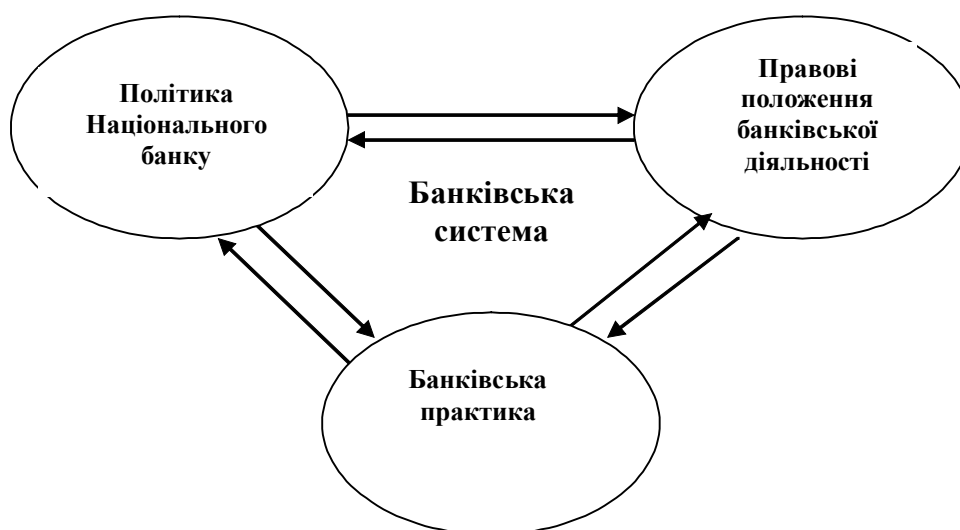 Політика
Національного
банку
Правові
положення
банківської
діяльності
Банківська
система
Банківська
практика